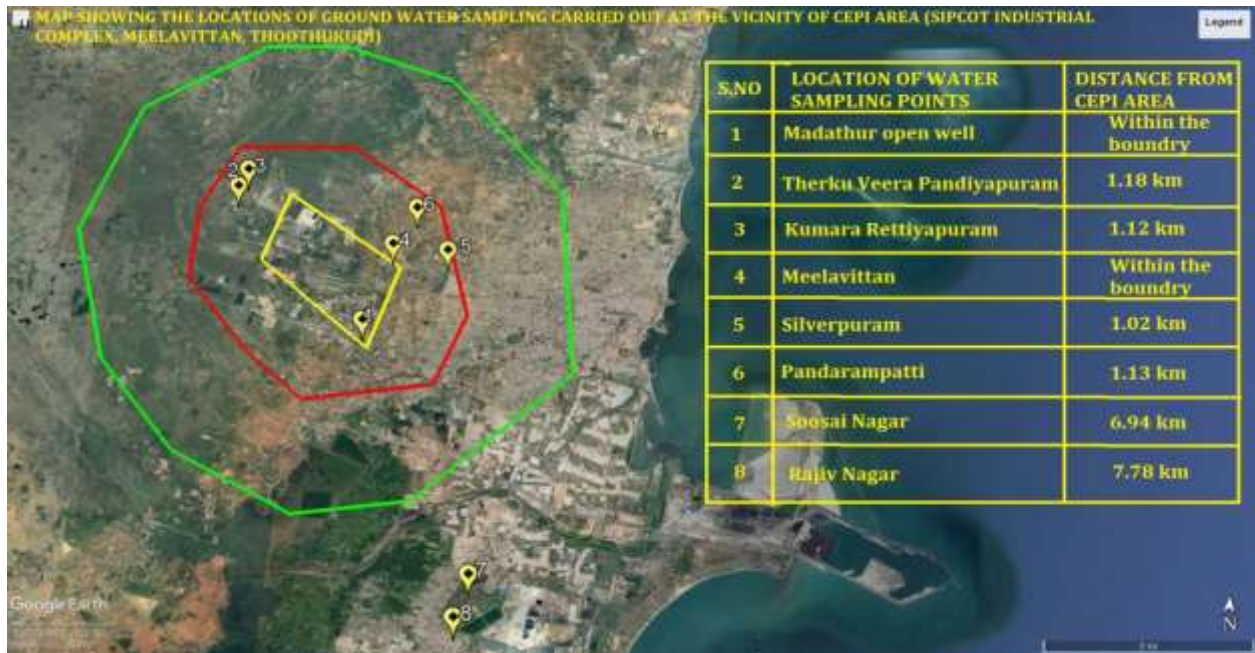 MAP SHOWING THE LOCATIONS OF GROUND WATER SAMPLING CARRIED OUT AT THE VICINITY OF CEPI AREA (SIPCOT INDUSTRIAL
COMPLEX, MEELAVITTAN, THOOTHUKUDI)
Legend
S.NO LOCATION OF WATER SAMPLING POINTS DISTANCE FROM CEPI AREA
1 Madathur open well Within the boundry
2 Therku Veera Pandiyapuram 1.18 km
3 Kumara Rettiyapuram 1.12 km
4 Meelavittan Within the boundry
5 Silverpuram 1.02 km
6 Pandarampatti 1.13 km
7 Soosai Nagar 6.94 km
8 Rajiv Nagar 7.78 km
2
3
6
4
5
1
7
8
Google Earth
N